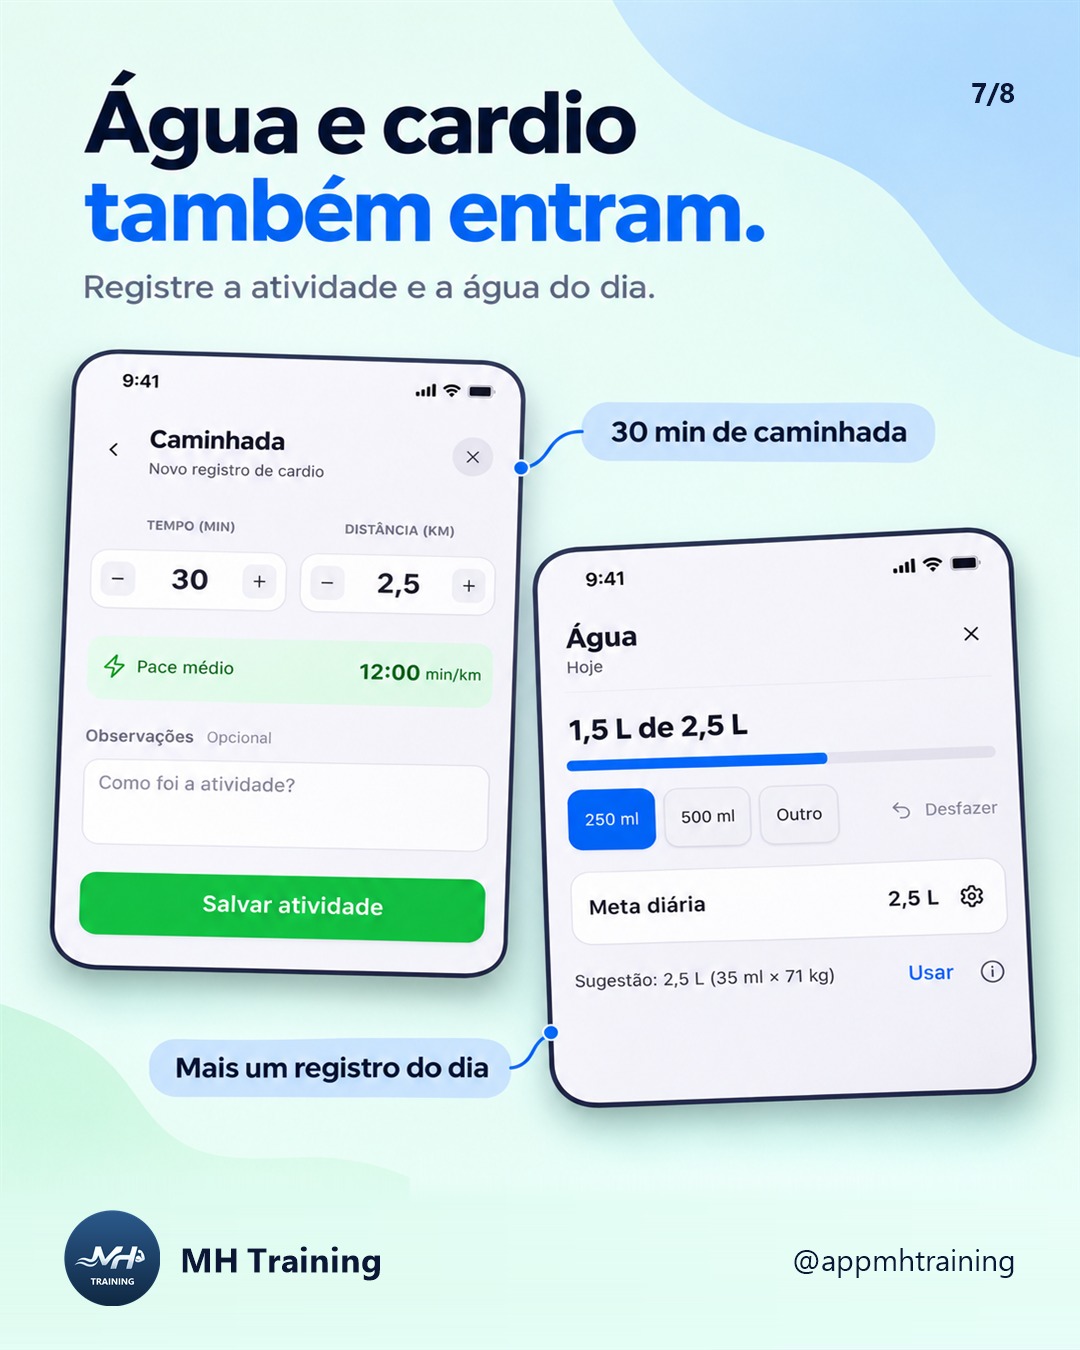 7/8
Água e cardio
também entram.
Registre a atividade e a água do dia.
9:41
Caminhada
Novo registro de cardio
TEMPO (MIN)
DISTÂNCIA (KM)
− 30 +
− 2,5 +
Pace médio 12:00 min/km
Observações Opcional
Como foi a atividade?
Salvar atividade
30 min de caminhada
9:41
Água
Hoje
1,5 L de 2,5 L
250 ml 500 ml Outro Desfazer
Meta diária 2,5 L
Sugestão: 2,5 L (35 ml × 71 kg) Usar
Mais um registro do dia
MH
TRAINING
MH Training
@appmhtraining